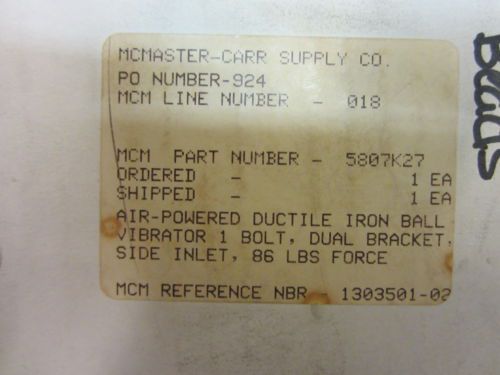 MCMASTER-CARR SUPPLY CO.
PO NUMBER-924
MCM LINE NUMBER - 018
MCM PART NUMBER - 5807K27
ORDERED - 1 EA
SHIPPED - 1 EA
AIR-POWERED DUCTILE IRON BALL
VIBRATOR 1 BOLT, DUAL BRACKET,
SIDE INLET, 86 LBS FORCE
MCM REFERENCE NBR 1303501-02